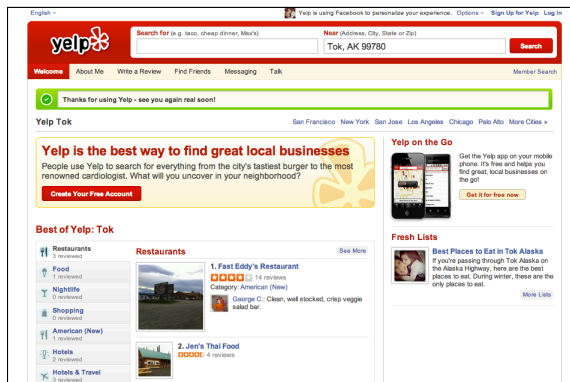 English
Yelp is using Facebook to personalize your experience. Options Sign Up for Yelp Log In
yelp
Search for (e.g. taco, cheap dinner, Max's)
Near (Address, City, State or Zip)
Tok, AK 99780
Search
Welcome About Me Write a Review Find Friends Messaging Talk Member Search
Thanks for using Yelp - see you again real soon!
Yelp Tok
San Francisco New York San Jose Los Angeles Chicago Palo Alto More Cities »
Yelp is the best way to find great local businesses
People use Yelp to search for everything from the city's tastiest burger to the most
renowned cardiologist. What will you uncover in your neighborhood?
Create Your Free Account
Yelp on the Go
Get the Yelp app on your mobile
phone. It's free and helps you
find great, local businesses on
the go!
Get it for free now
Best of Yelp: Tok
Restaurants
3 reviewed
Food
1 reviewed
Nightlife
0 reviewed
Shopping
0 reviewed
American (New)
1 reviewed
Hotels
2 reviewed
Hotels & Travel
3 reviewed
Restaurants
See More
1. Fast Eddy's Restaurant
14 reviews
Category: American (New)
George C.: Clean, well stocked, crisp veggie
salad bar.
2. Jen's Thai Food
4 reviews
Fresh Lists
Best Places to Eat in Tok Alaska
If you're passing through Tok Alaska on
the Alaska Highway, here are the best
places to eat. During winter, these are the
only places to eat.
More Lists